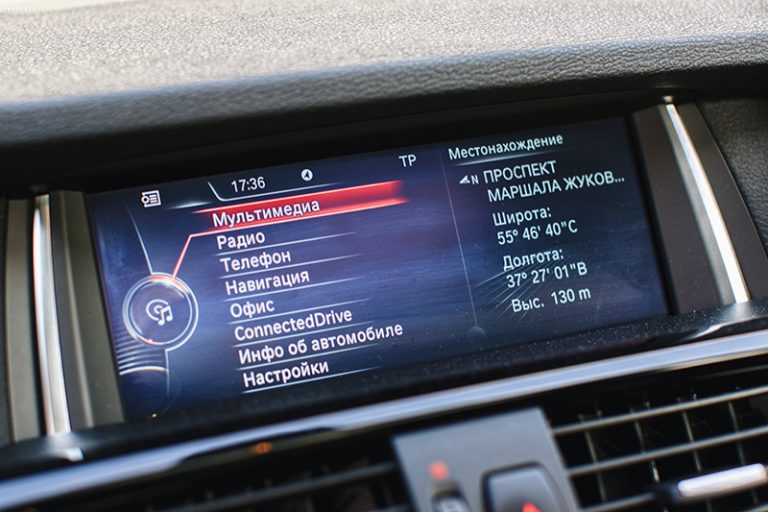 17:36
TP
Мультимедиа
Радио
Телефон
Навигация
Офис
ConnectedDrive
Инфо об автомобиле
Настройки
Местонахождение
N ПРОСПЕКТ
МАРШАЛА ЖУКОВ...
Широта:
55° 46' 40"С
Долгота:
37° 27' 01"В
Выс. 130 m